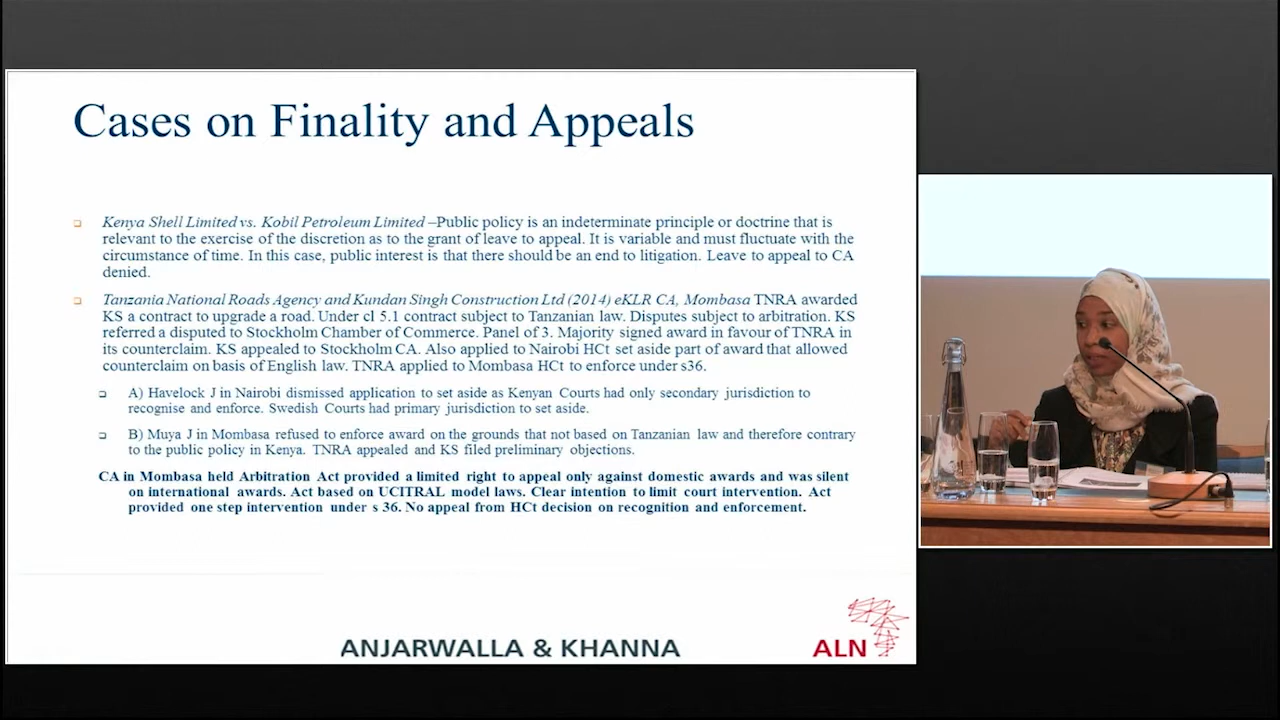 Cases on Finality and Appeals
Kenya Shell Limited vs. Kobil Petroleum Limited –Public policy is an indeterminate principle or doctrine that is
relevant to the exercise of the discretion as to the grant of leave to appeal. It is variable and must fluctuate with the
circumstance of time. In this case, public interest is that there should be an end to litigation. Leave to appeal to CA
denied.
Tanzania National Roads Agency and Kundan Singh Construction Ltd (2014) eKLR CA, Mombasa TNRA awarded
KS a contract to upgrade a road. Under cl 5.1 contract subject to Tanzanian law. Disputes subject to arbitration. KS
referred a disputed to Stockholm Chamber of Commerce. Panel of 3. Majority signed award in favour of TNRA in
its counterclaim. KS appealed to Stockholm CA. Also applied to Nairobi HCt set aside part of award that allowed
counterclaim on basis of English law. TNRA applied to Mombasa HCt to enforce under s36.
A) Havelock J in Nairobi dismissed application to set aside as Kenyan Courts had only secondary jurisdiction to
recognise and enforce. Swedish Courts had primary jurisdiction to set aside.
B) Muya J in Mombasa refused to enforce award on the grounds that not based on Tanzanian law and therefore contrary
to the public policy in Kenya. TNRA appealed and KS filed preliminary objections.
CA in Mombasa held Arbitration Act provided a limited right to appeal only against domestic awards and was silent
on international awards. Act based on UCITRAL model laws. Clear intention to limit court intervention. Act
provided one step intervention under s 36. No appeal from HCt decision on recognition and enforcement.
ANJARWALLA & KHANNA
ALN